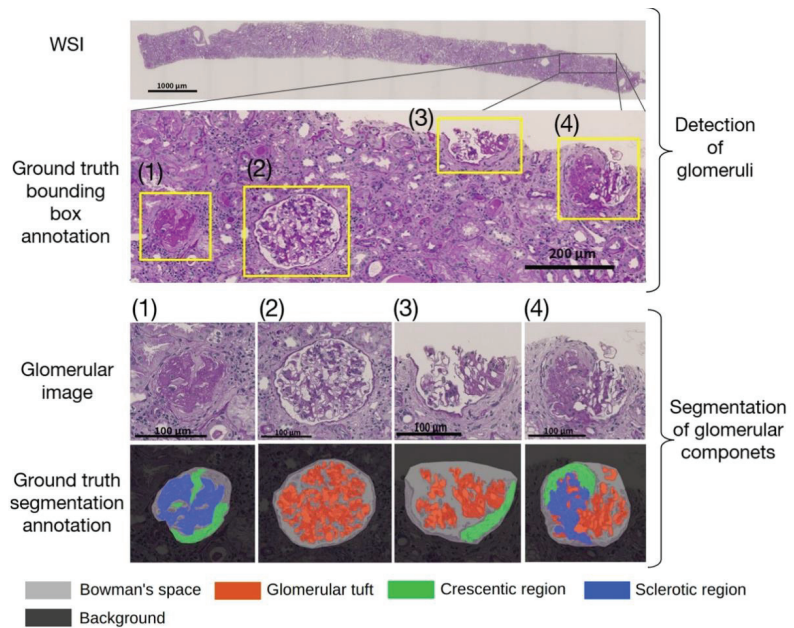 WSI
1000 μm
Detection
of
glomeruli
Ground truth
bounding
box
annotation
(1)
(2)
(3)
(4)
200 μm
(1)
(2)
(3)
(4)
Glomerular
image
100 μm
100 μm
100 μm
100 μm
Segmentation
of glomerular
componets
Ground truth
segmentation
annotation
Bowman's space
Glomerular tuft
Crescentic region
Sclerotic region
Background